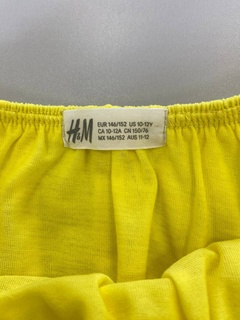 H&M
EUR 146/152 US 10-12Y
CA 10-12A CN 150/76
MX 146/152 AUS 11-12